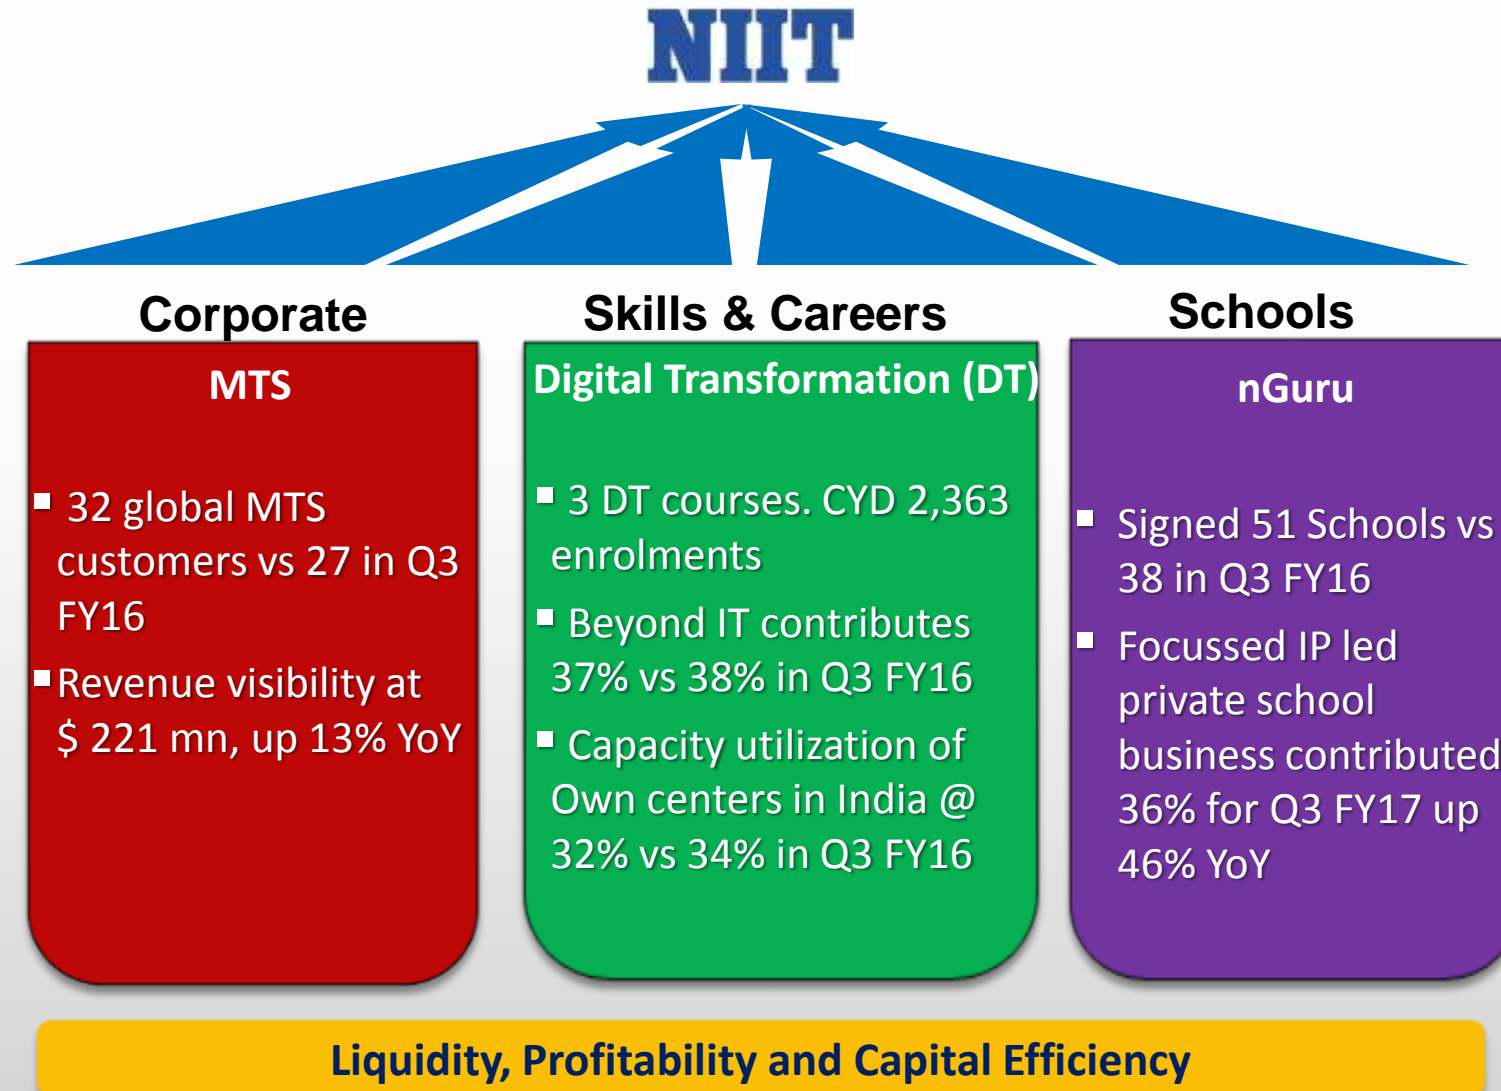 NIIT
Corporate
MTS
▪ 32 global MTS
customers vs 27 in Q3
FY16
▪ Revenue visibility at
$ 221 mn, up 13% YoY
Skills & Careers
Digital Transformation (DT)
▪ 3 DT courses. CYD 2,363
enrolments
▪ Beyond IT contributes
37% vs 38% in Q3 FY16
▪ Capacity utilization of
Own centers in India @
32% vs 34% in Q3 FY16
Schools
nGuru
▪ Signed 51 Schools vs
38 in Q3 FY16
▪ Focussed IP led
private school
business contributed
36% for Q3 FY17 up
46% YoY
Liquidity, Profitability and Capital Efficiency